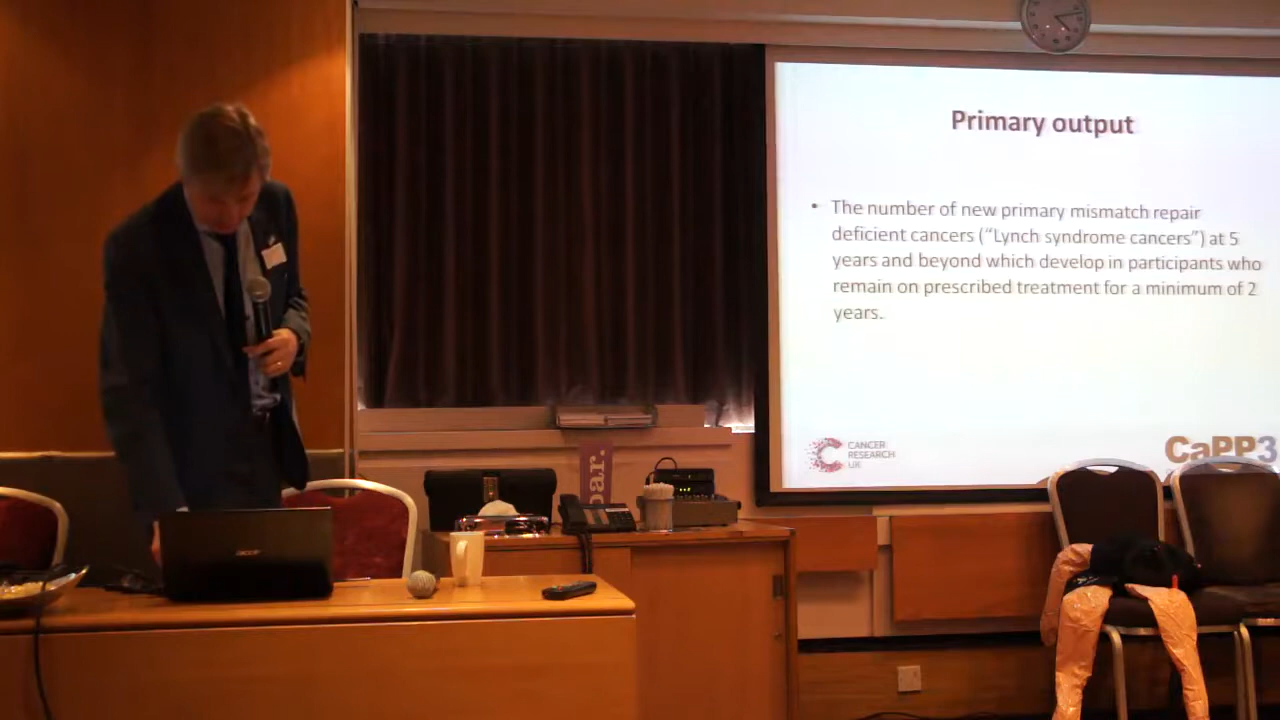 Primary output
• The number of new primary mismatch repair
deficient cancers (“Lynch syndrome cancers”) at 5
years and beyond which develop in participants who
remain on prescribed treatment for a minimum of 2
years.
CANCER
RESEARCH
UK
CaPP3
bar.
acer